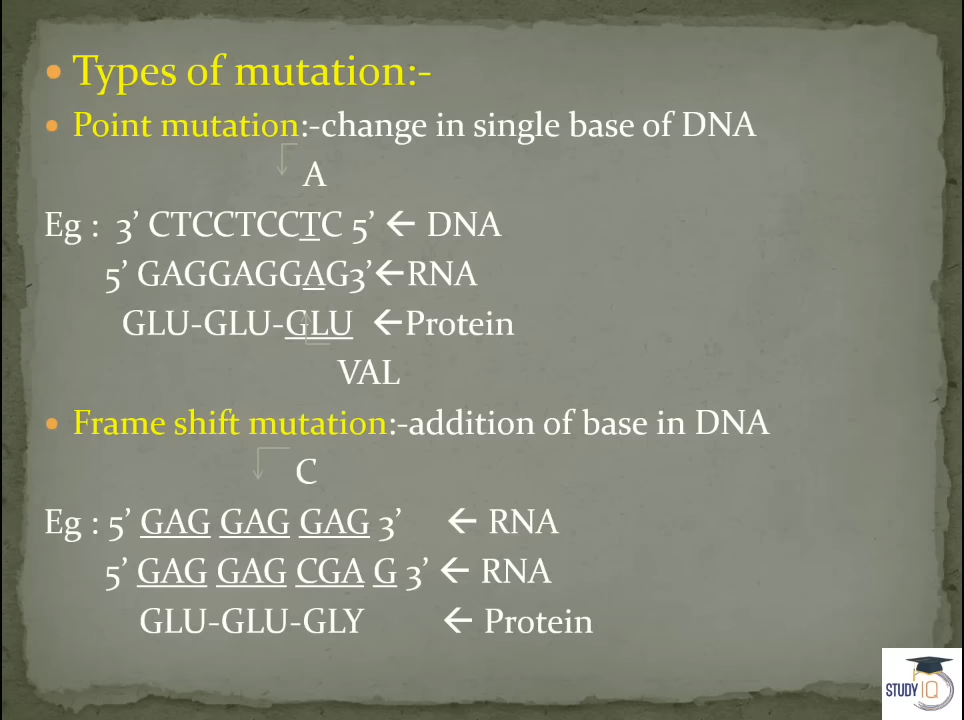 Types of mutation:-
Point mutation:-change in single base of DNA
A
Eg : 3’ CTCCTCCTC 5’ ← DNA
5’ GAGGAGGAG3’←RNA
GLU-GLU-GLU ←Protein
VAL
Frame shift mutation:-addition of base in DNA
C
Eg : 5’ GAG GAG GAG 3’ ← RNA
5’ GAG GAG CGA G 3’ ← RNA
GLU-GLU-GLY ← Protein
STUDY IQ